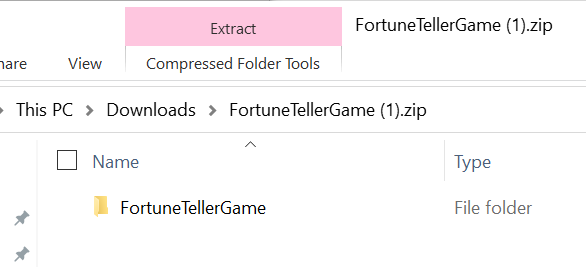 Extract
FortuneTellerGame (1).zip
hare
View
Compressed Folder Tools
This PC > Downloads > FortuneTellerGame (1).zip
Name
Type
FortuneTellerGame
File folder